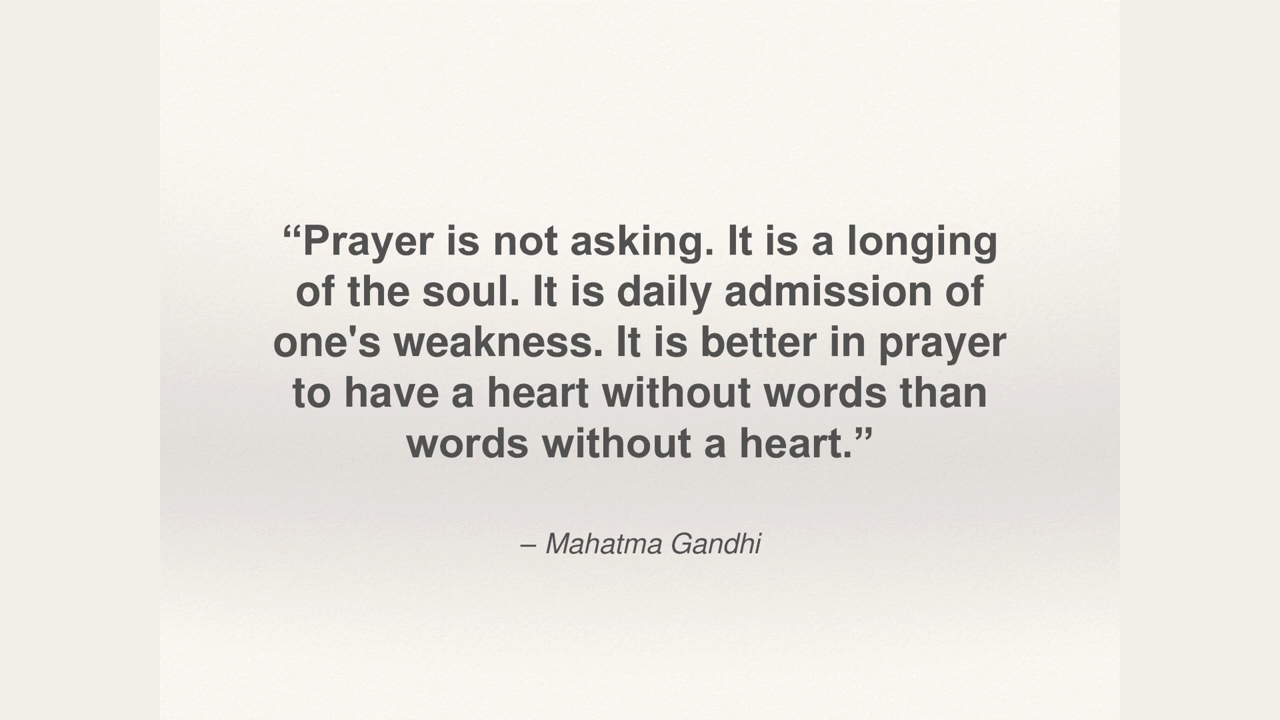 “Prayer is not asking. It is a longing
of the soul. It is daily admission of
one's weakness. It is better in prayer
to have a heart without words than
words without a heart.”
– Mahatma Gandhi